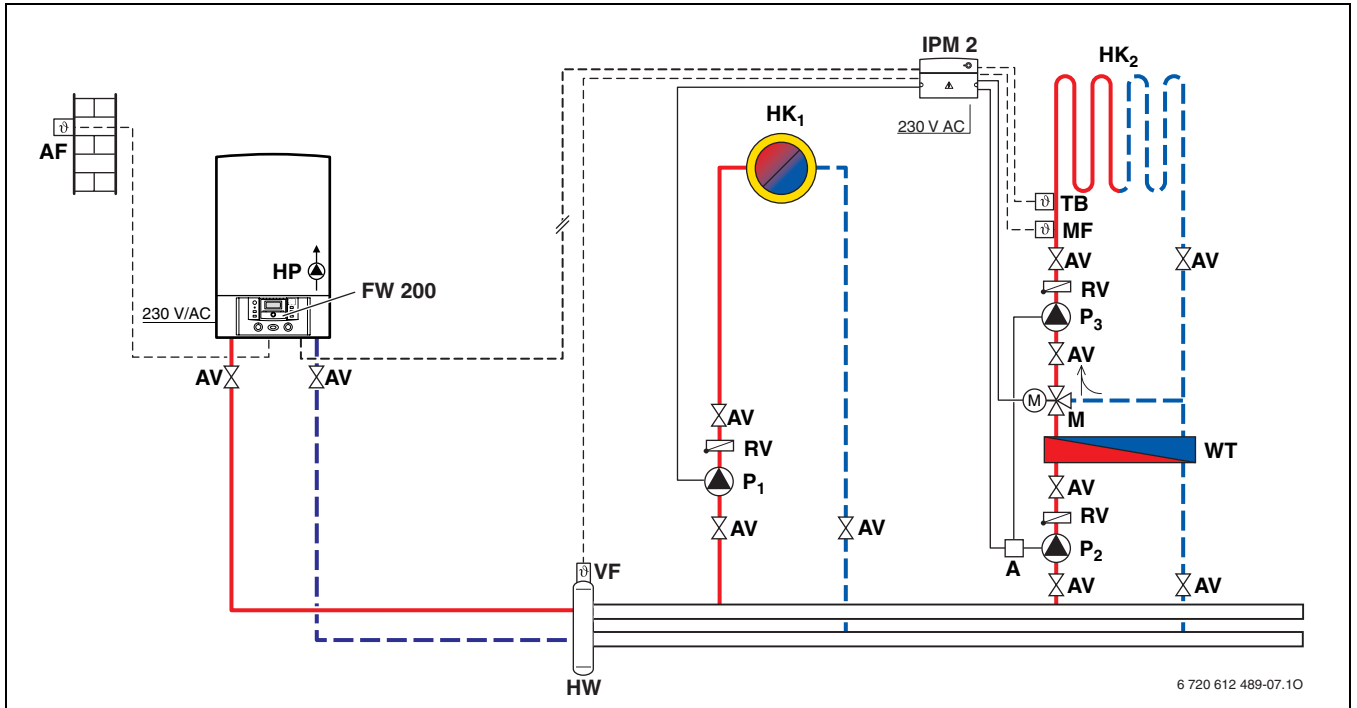 IPM 2
HK2
HK1
230 V AC
ϑ
AF
TB
ϑ
MF
ϑ
AV
AV
HP
FW 200
RV
P3
230 V/AC
AV
AV
AV
M
M
AV
WT
RV
AV
P1
RV
AV
AV
P2
A
ϑ
VF
AV
AV
HW
6 720 612 489-07.1O